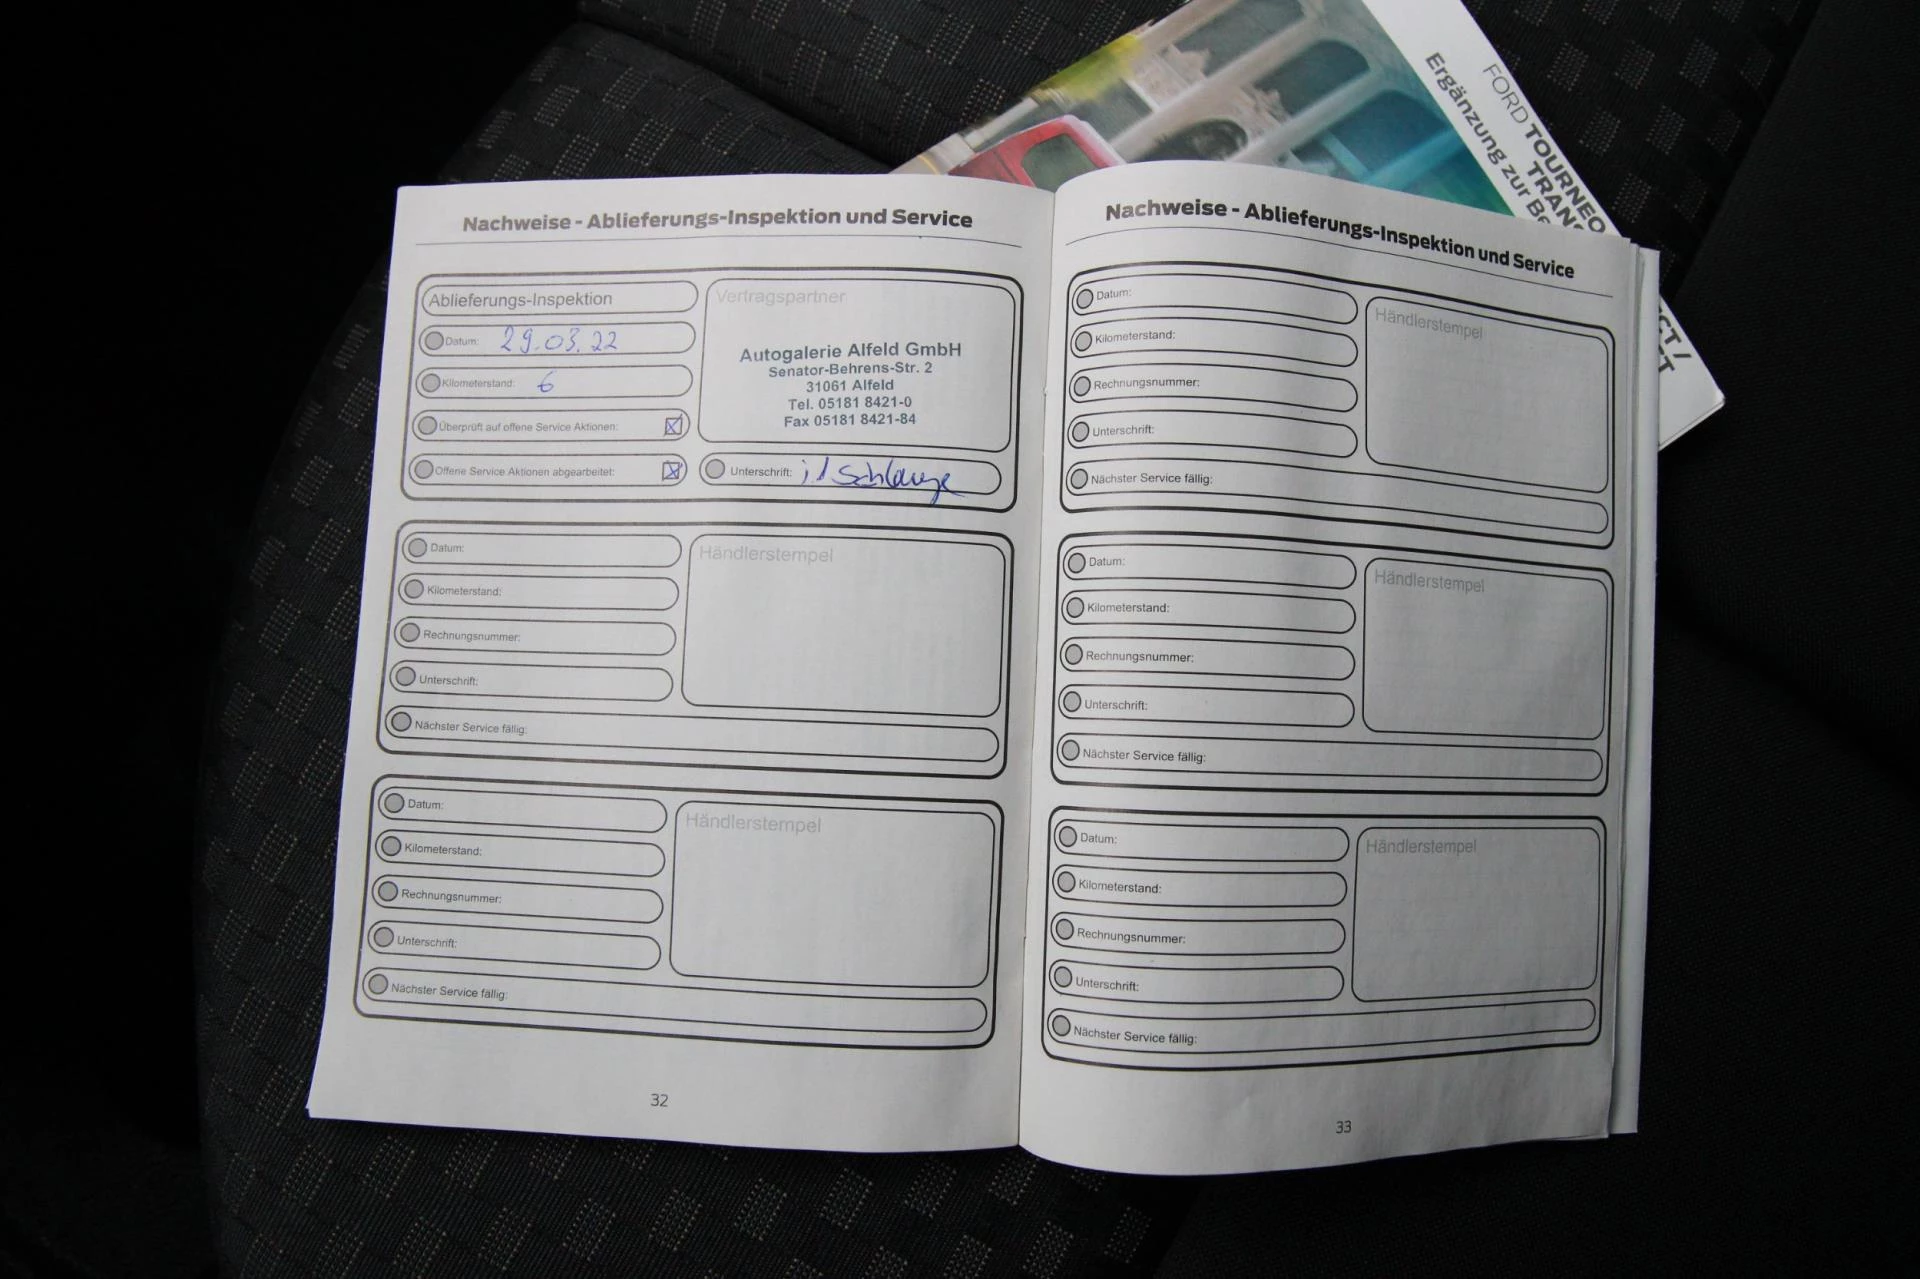 FORD TOURNEO
TRANS
Ergänzung zur Be
Nachweise - Ablieferungs-Inspektion und Service
Ablieferungs-Inspektion
Datum: 29.03.22
Kilometerstand: 6
Überprüft auf offene Service Aktionen:
Offene Service Aktionen abgearbeitet:
Vertragspartner
Autogalerie Alfeld GmbH
Senator-Behrens-Str. 2
31061 Alfeld
Tel. 05181 8421-0
Fax 05181 8421-84
Unterschrift:
Datum:
Kilometerstand:
Rechnungsnummer:
Unterschrift:
Nächster Service fällig:
Händlerstempel
Datum:
Kilometerstand:
Rechnungsnummer:
Unterschrift:
Nächster Service fällig:
Händlerstempel
32
Nachweise - Ablieferungs-Inspektion und Service
Datum:
Kilometerstand:
Rechnungsnummer:
Unterschrift:
Nächster Service fällig:
Händlerstempel
Datum:
Kilometerstand:
Rechnungsnummer:
Unterschrift:
Nächster Service fällig:
Händlerstempel
Datum:
Kilometerstand:
Rechnungsnummer:
Unterschrift:
Nächster Service fällig:
Händlerstempel
33